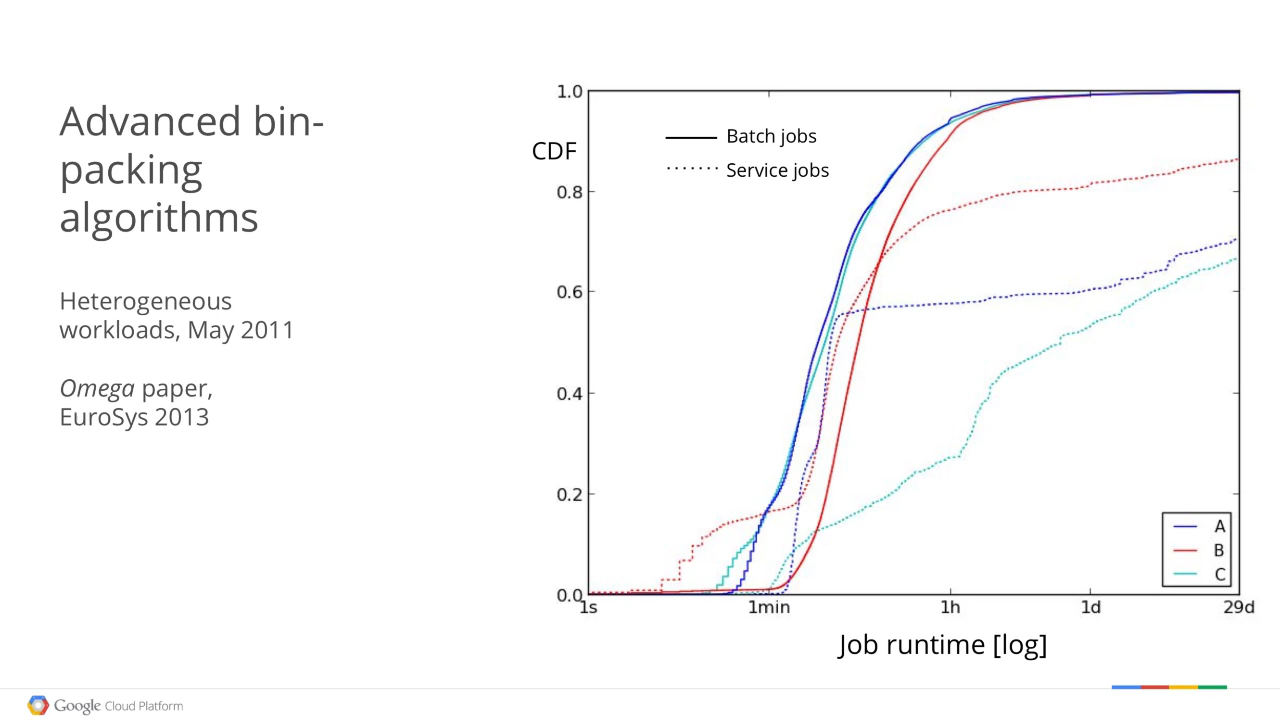 Advanced bin-
packing
algorithms
Heterogeneous
workloads, May 2011
Omega paper,
EuroSys 2013
CDF
Batch jobs
Service jobs
1.0
0.8
0.6
0.4
0.2
0.0
1s
1min
1h
1d
29d
A
B
C
Job runtime [log]
Google Cloud Platform